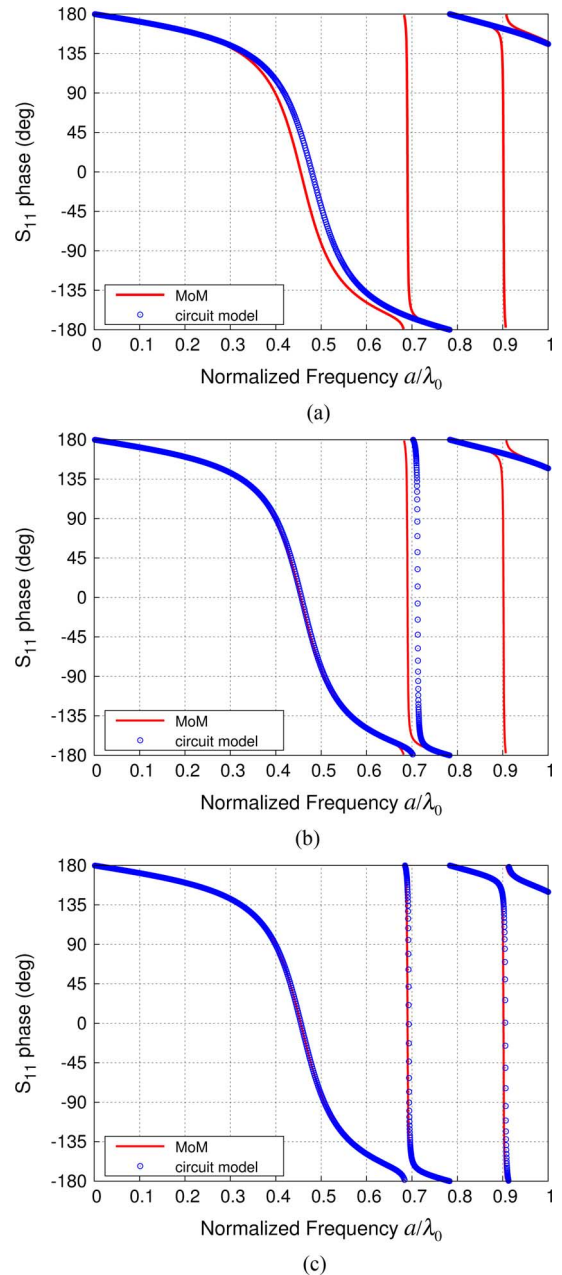 180
135
90
45
0
-45
-90
-135
-180
S11 phase (deg)
MoM
circuit model
0 0.1 0.2 0.3 0.4 0.5 0.6 0.7 0.8 0.9 1
Normalized Frequency a/λ0
(a)
180
135
90
45
0
-45
-90
-135
-180
S11 phase (deg)
MoM
circuit model
0 0.1 0.2 0.3 0.4 0.5 0.6 0.7 0.8 0.9 1
Normalized Frequency a/λ0
(b)
180
135
90
45
0
-45
-90
-135
-180
S11 phase (deg)
MoM
circuit model
0 0.1 0.2 0.3 0.4 0.5 0.6 0.7 0.8 0.9 1
Normalized Frequency a/λ0
(c)